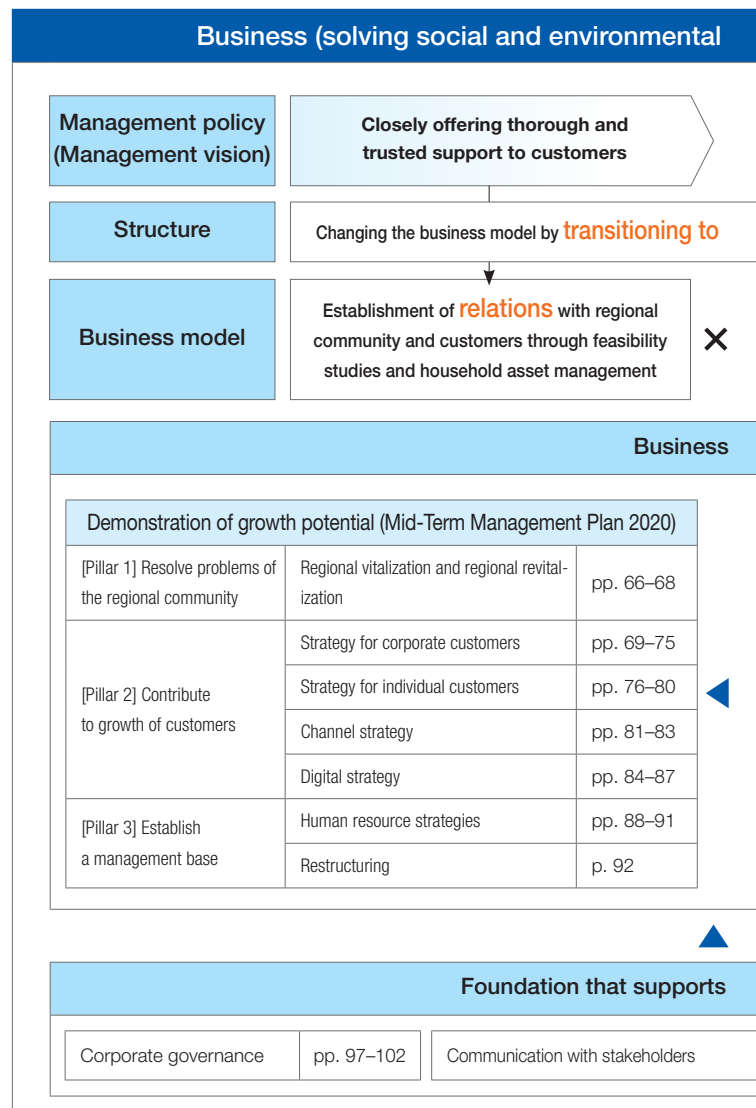 Business (solving social and environmental
Management policy
(Management vision)
Closely offering thorough and
trusted support to customers
Structure
Changing the business model by transitioning to
Business model
Establishment of relations with regional
community and customers through feasibility
studies and household asset management
×
Business
Demonstration of growth potential (Mid-Term Management Plan 2020)
[Pillar 1] Resolve problems of
the regional community
Regional vitalization and regional revital-
ization
pp. 66–68
[Pillar 2] Contribute
to growth of customers
Strategy for corporate customers
pp. 69–75
Strategy for individual customers
pp. 76–80
Channel strategy
pp. 81–83
Digital strategy
pp. 84–87
[Pillar 3] Establish
a management base
Human resource strategies
pp. 88–91
Restructuring
p. 92
Foundation that supports
Corporate governance
pp. 97–102
Communication with stakeholders